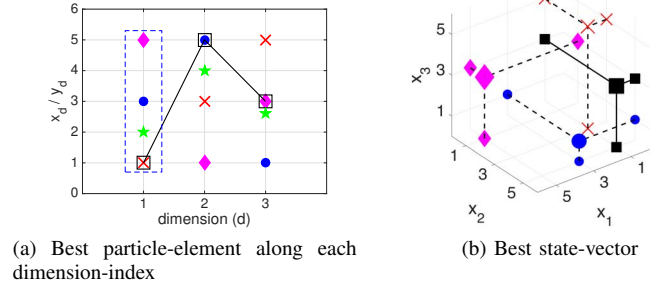 6
5
4
3
2
1
0
x_d / y_d
1 2 3
dimension (d)
5
3
1
x_3
1
3
5
x_2
5
3
1
x_1
(a) Best particle-element along each
dimension-index
(b) Best state-vector